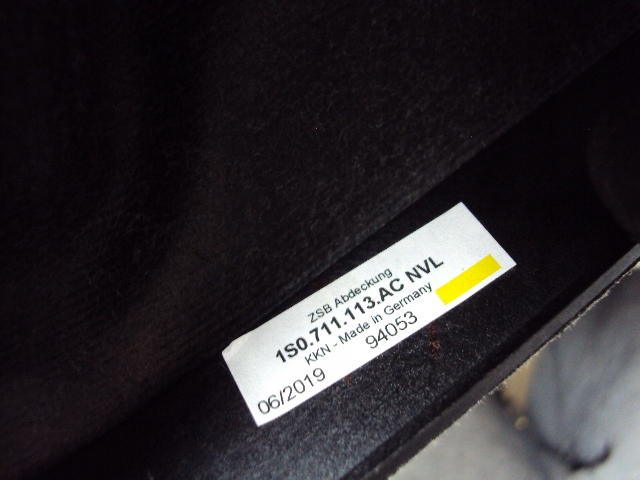 ZSB Abdeckung
1S0.711.113.AC NVL
KKN - Made in Germany
06/2019 94053